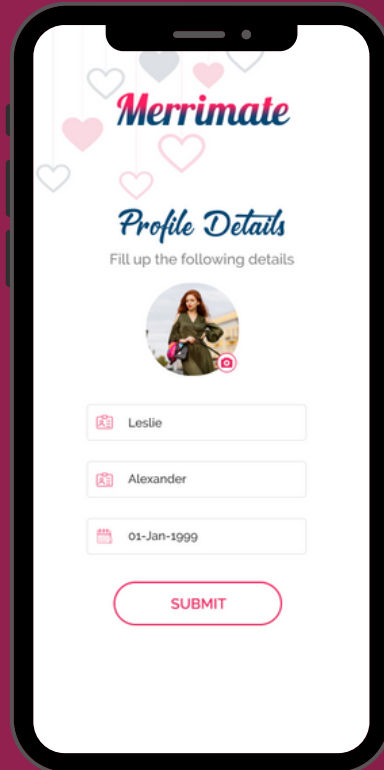 Merrimate
Profile Details
Fill up the following details
Leslie
Alexander
01-Jan-1999
SUBMIT